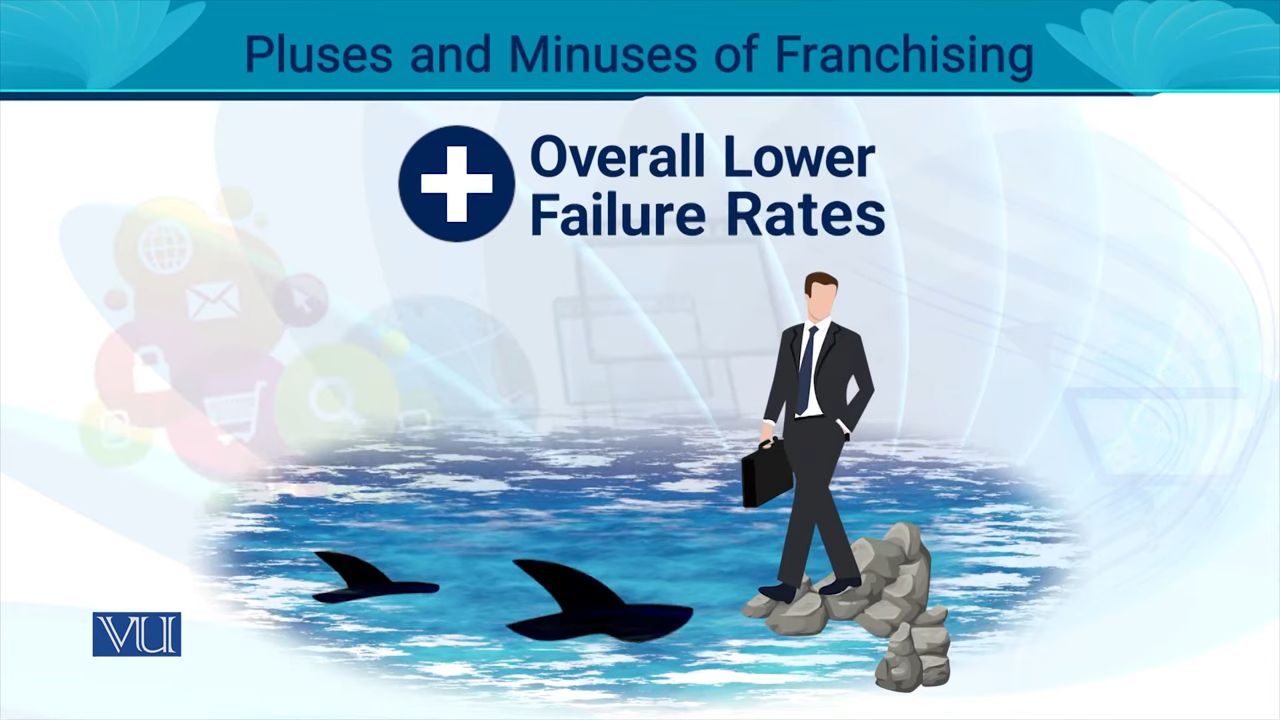 Pluses and Minuses of Franchising
Overall Lower
Failure Rates
VU